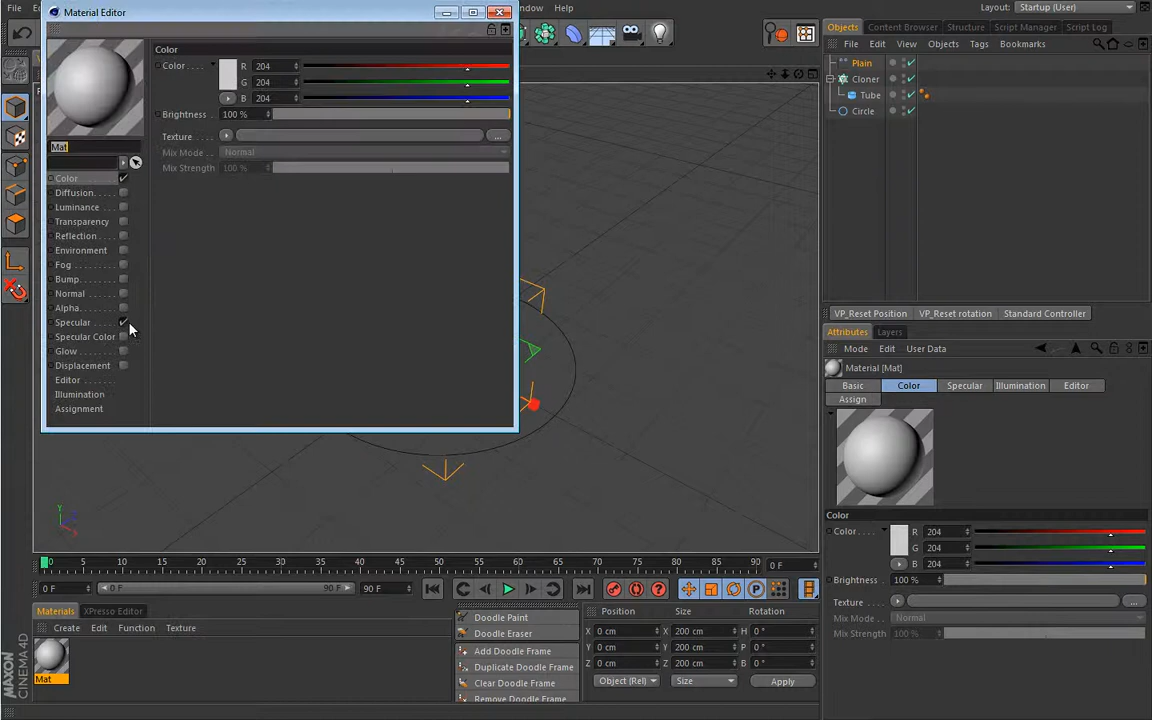 Material Editor
File
Edit
Window
Help
Layout:
Startup (User)
Color
Color . . . .
R
204
G
204
B
204
Brightness .
100 %
Texture . . .
...
Mix Mode . .
Normal
Mix Strength
100 %
Mat
Color
Diffusion
Luminance
Transparency
Reflection
Environment
Fog
Bump
Normal
Alpha
Specular
Specular Color
Glow
Displacement
Editor
Illumination
Assignment
Objects
Content Browser
Structure
Script Manager
Script Log
File
Edit
View
Objects
Tags
Bookmarks
Plain
Cloner
Tube
Circle
VP_Reset Position
VP_Reset rotation
Standard Controller
Attributes
Layers
Mode
Edit
User Data
Material [Mat]
Basic
Color
Specular
Illumination
Editor
Assign
Color
Color
R
204
G
204
B
204
Brightness
100 %
Texture
...
Mix Mode
Normal
Mix Strength
100 %
Y
0
5
10
15
20
25
30
35
40
45
50
55
60
65
70
75
80
85
90
0 F
0 F
0 F
90 F
90 F
P
Materials
XPresso Editor
Create
Edit
Function
Texture
Mat
Doodle Paint
Doodle Eraser
Add Doodle Frame
Duplicate Doodle Frame
Clear Doodle Frame
Remove Doodle Frame
Position
Size
Rotation
X
0 cm
X
200 cm
H
0 °
Y
0 cm
Y
200 cm
P
0 °
Z
0 cm
Z
200 cm
B
0 °
Object (Rel)
Size
Apply
MAXON
CINEMA 4D